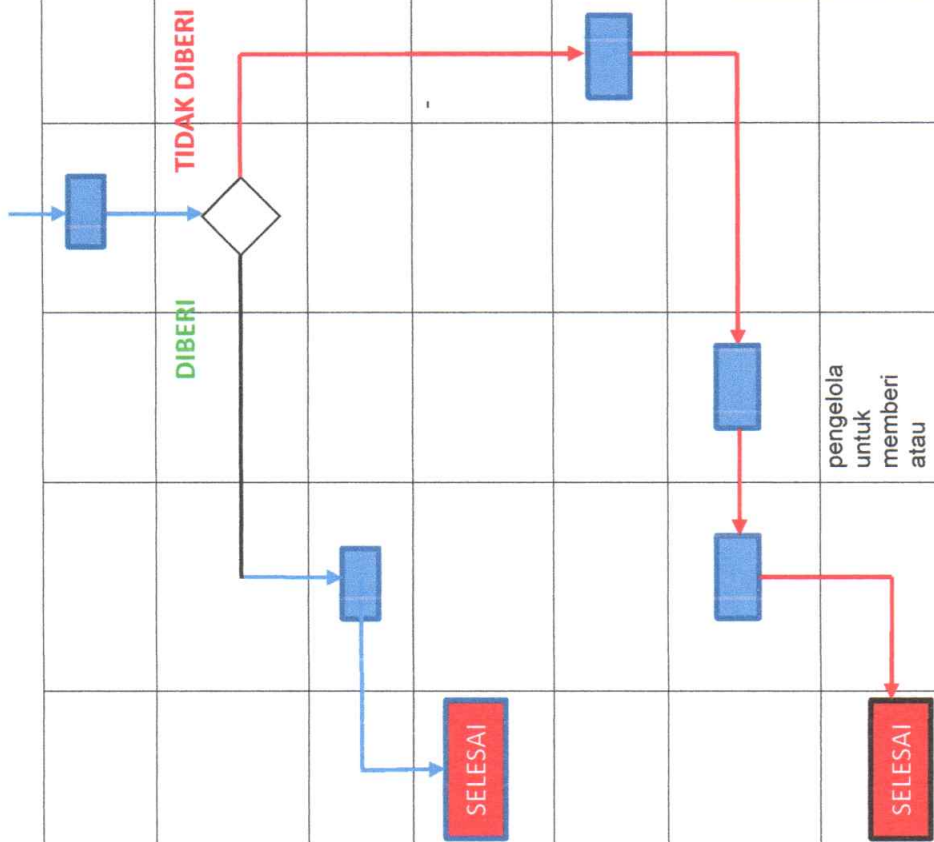 TIDAK DIBERI
DIBERI
pengelola
untuk
memberi
atau
SELESAI
SELESAI